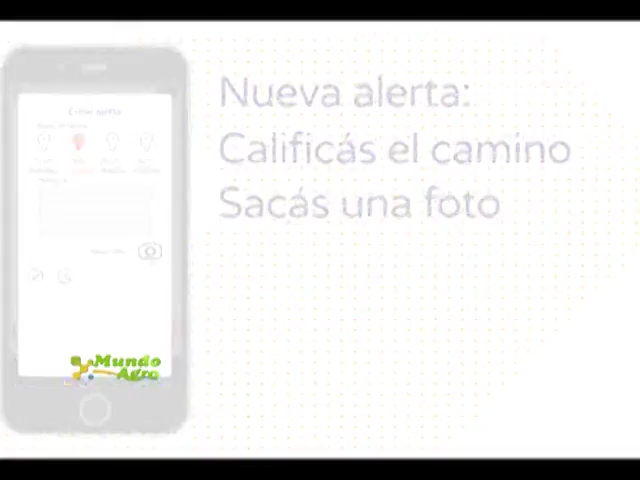 Nueva alerta:
Calificás el camino
Sacás una foto
Mundo
Agro